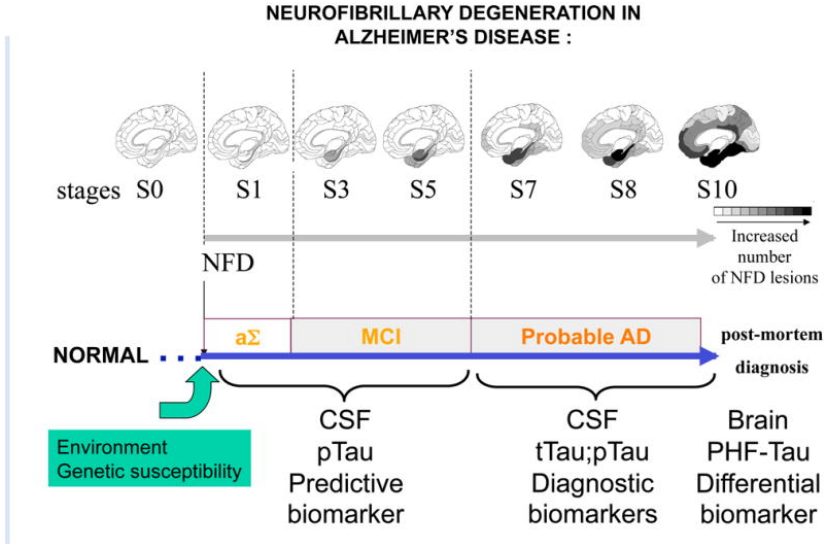 NEUROFIBRILLARY DEGENERATION IN
ALZHEIMER'S DISEASE :
stages S0 S1 S3 S5 S7 S8 S10
Increased
number
of NFD lesions
NFD
aΣ MCI Probable AD
NORMAL
post-mortem
diagnosis
Environment
Genetic susceptibility
CSF
pTau
Predictive
biomarker
CSF
tTau;pTau
Diagnostic
biomarkers
Brain
PHF-Tau
Differential
biomarker